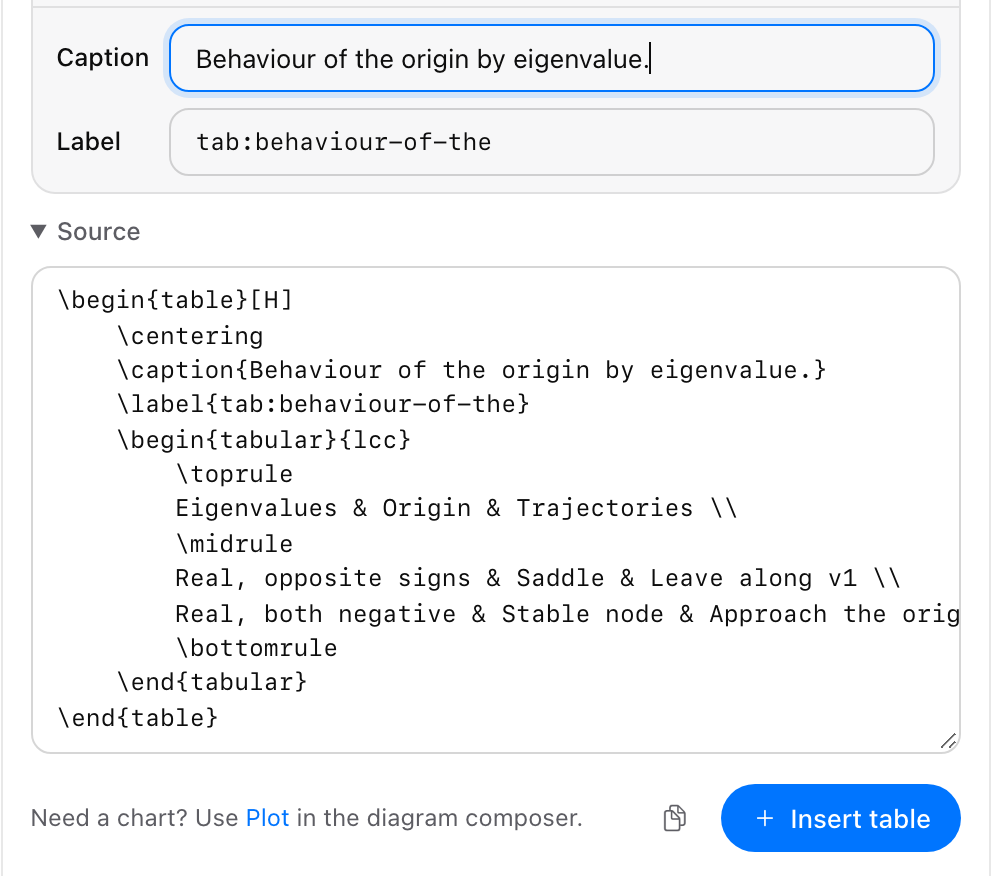 Caption
Behaviour of the origin by eigenvalue.
Label
tab:behaviour-of-the
Source
\begin{table}[H]
\centering
\caption{Behaviour of the origin by eigenvalue.}
\label{tab:behaviour-of-the}
\begin{tabular}{lcc}
\toprule
Eigenvalues & Origin & Trajectories \\
\midrule
Real, opposite signs & Saddle & Leave along v1 \\
Real, both negative & Stable node & Approach the orig
\bottomrule
\end{tabular}
\end{table}
Need a chart? Use Plot in the diagram composer.
+ Insert table